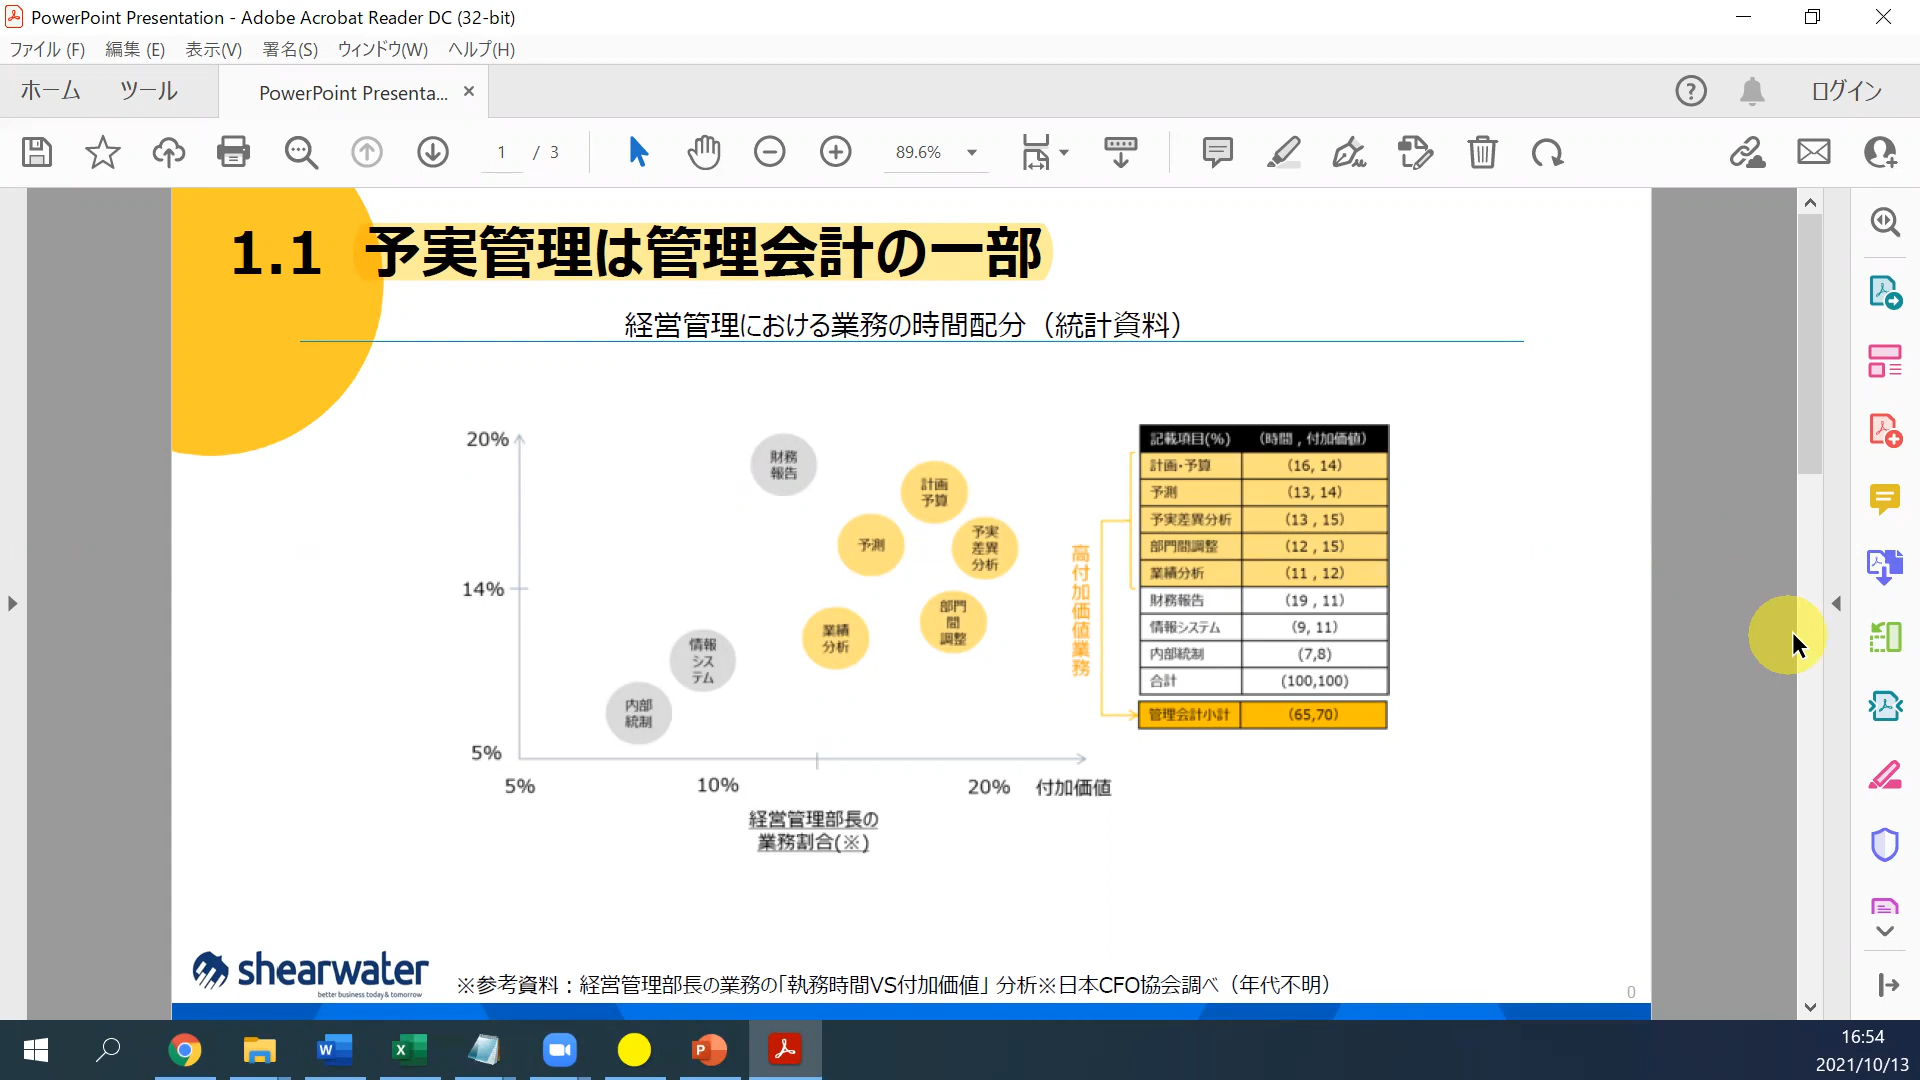 PowerPoint Presentation - Adobe Acrobat Reader DC (32-bit)
ファイル (F) 編集 (E) 表示(V) 署名(S) ウィンドウ(W) ヘルプ(H)
ホーム ツール PowerPoint Presenta... × ログイン
1 / 3 89.6%
1.1 予実管理は管理会計の一部
経営管理における業務の時間配分（統計資料）
20%
14%
5%
5% 10% 20% 付加価値
経営管理部長の
業務割合(※)
財務
報告
計画
予算
予測
予実
差異
分析
業績
分析
部門
間
調整
情報
シス
テム
内部
統制
高付加価値業務
記載項目(%) （時間 , 付加価値）
計画・予算 (16, 14)
予測 (13, 14)
予実差異分析 (13 , 15)
部門間調整 (12 , 15)
業績分析 (11 , 12)
財務報告 (19 , 11)
情報システム (9, 11)
内部統制 (7,8)
合計 (100,100)
管理会計小計 (65,70)
shearwater
better business today & tomorrow
※参考資料：経営管理部長の業務の「執務時間VS付加価値」分析※日本CFO協会調べ（年代不明）
0
16:54
2021/10/13